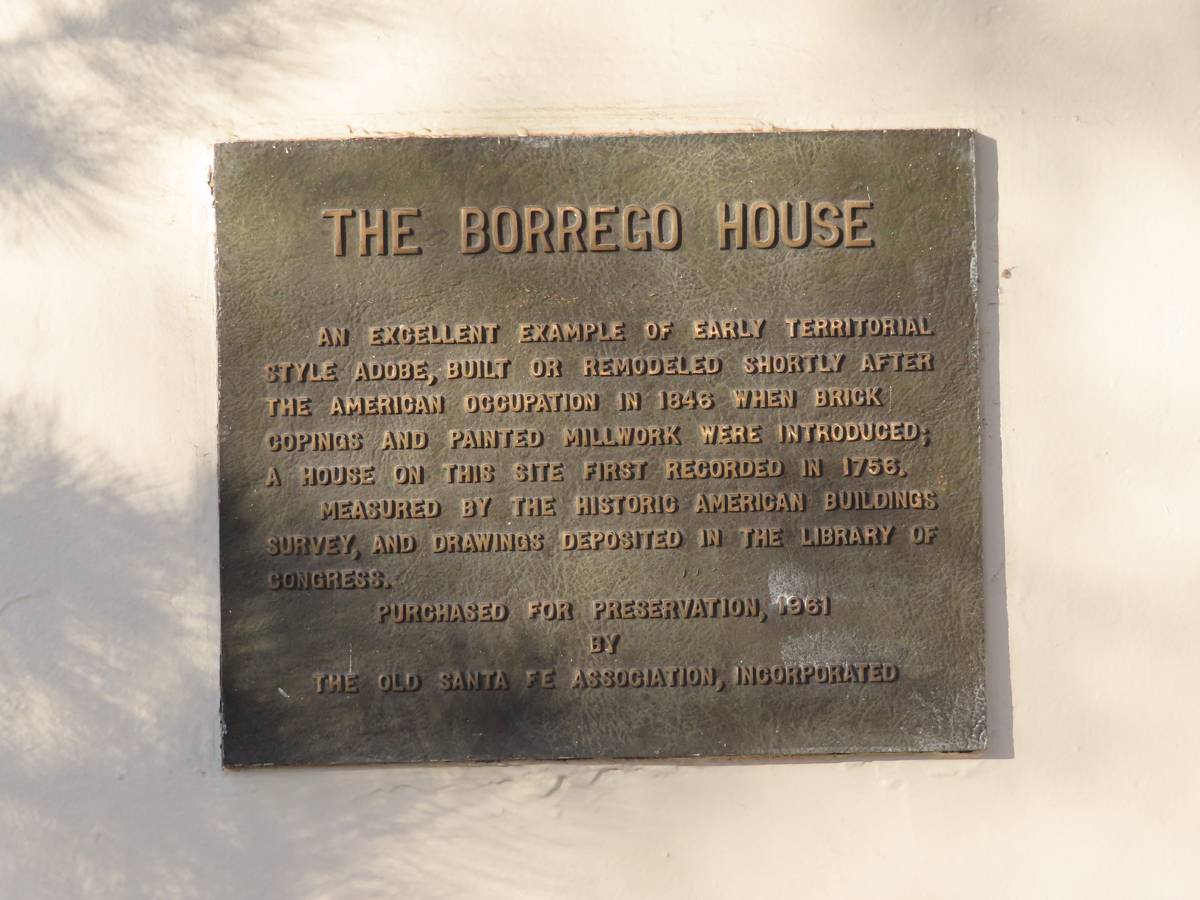 THE BORREGO HOUSE
AN EXCELLENT EXAMPLE OF EARLY TERRITORIAL
STYLE ADOBE, BUILT OR REMODELED SHORTLY AFTER
THE AMERICAN OCCUPATION IN 1846 WHEN BRICK
COPINGS AND PAINTED MILLWORK WERE INTRODUCED;
A HOUSE ON THIS SITE FIRST RECORDED IN 1756.
MEASURED BY THE HISTORIC AMERICAN BUILDINGS
SURVEY, AND DRAWINGS DEPOSITED IN THE LIBRARY OF
CONGRESS.
PURCHASED FOR PRESERVATION, 1961
BY
THE OLD SANTA FE ASSOCIATION, INCORPORATED